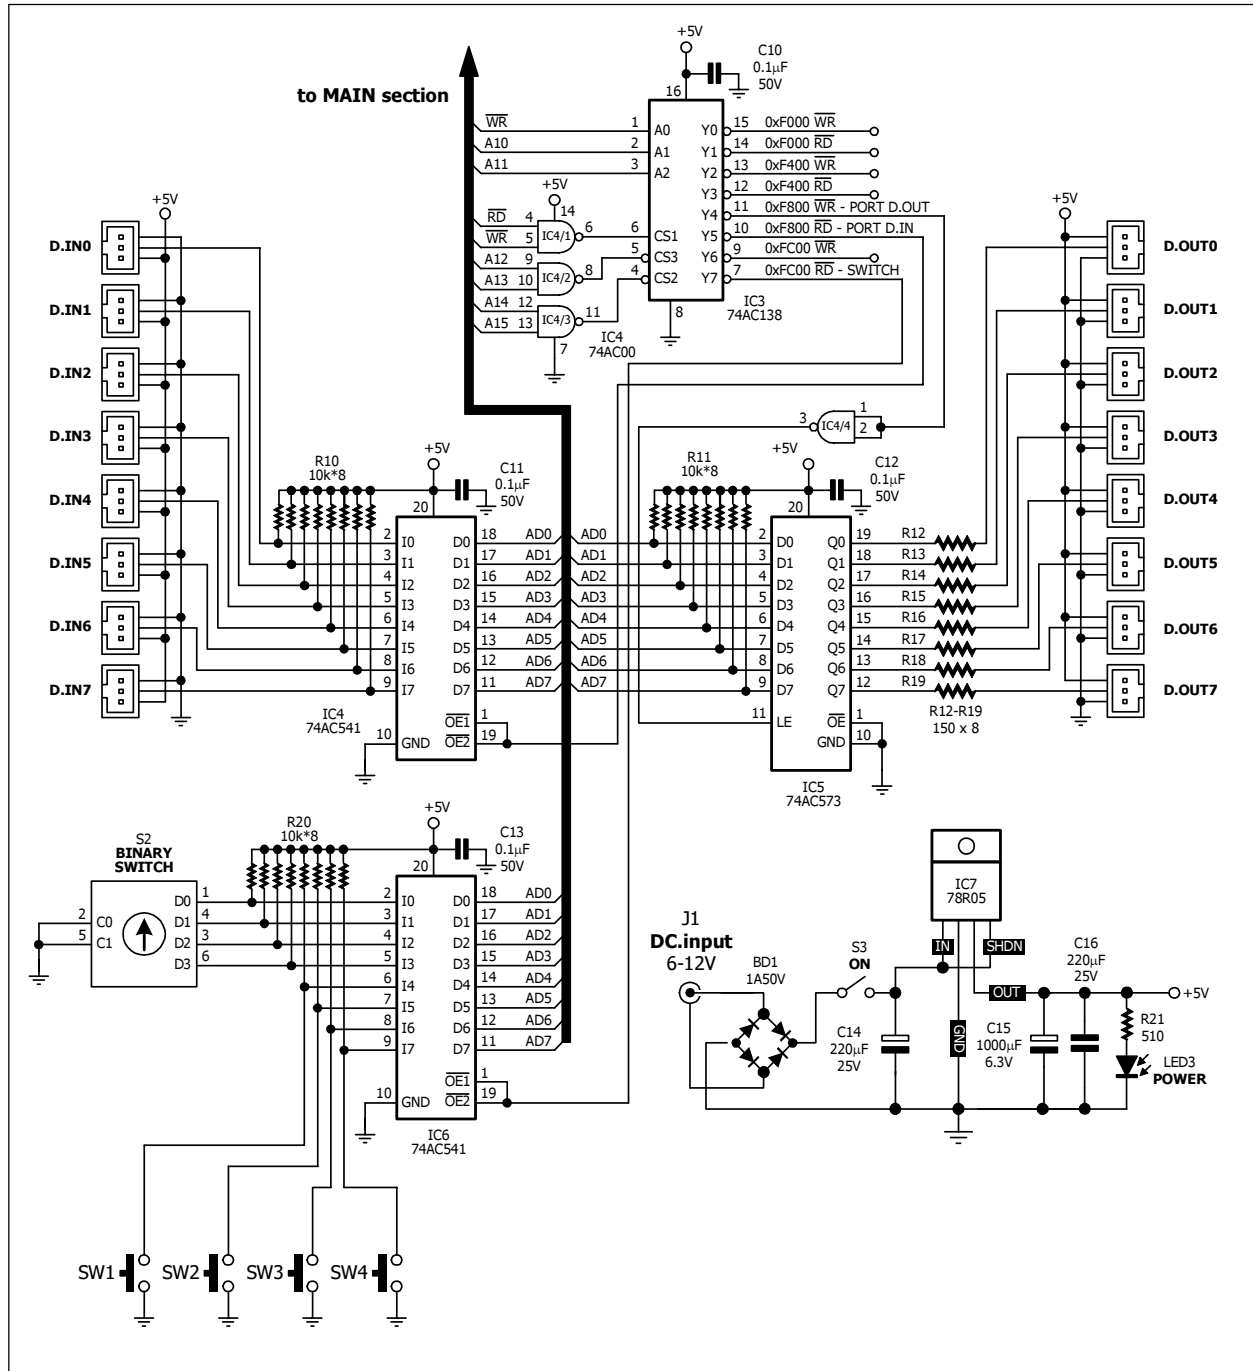 to MAIN section
+5V
C10
0.1µF
50V
16
W̅R̅ 1 A0 Y0 15 0xF000 W̅R̅
A10 2 A1 Y1 14 0xF000 R̅D̅
A11 3 A2 Y2 13 0xF400 W̅R̅
Y3 12 0xF400 R̅D̅
Y4 11 0xF800 W̅R̅ - PORT D.OUT
Y5 10 0xF800 R̅D̅ - PORT D.IN
Y6 9 0xFC00 W̅R̅
Y7 7 0xFC00 R̅D̅ - SWITCH
+5V
14
R̅D̅ 4 IC4/1 6 6 CS1
W̅R̅ 5
A12 9 IC4/2 8 5 CS3
A13 10
A14 12 IC4/3 11 4 CS2
A15 13
7
IC4
74AC00
8
IC3
74AC138
+5V
D.IN0
D.IN1
D.IN2
D.IN3
D.IN4
D.IN5
D.IN6
D.IN7
+5V
D.OUT0
D.OUT1
D.OUT2
D.OUT3
D.OUT4
D.OUT5
D.OUT6
D.OUT7
3 IC4/4 1
2
R10
10k*8
+5V
C11
0.1µF
50V
20
2 I0 D0 18 AD0
3 I1 D1 17 AD1
4 I2 D2 16 AD2
5 I3 D3 15 AD3
6 I4 D4 14 AD4
7 I5 D5 13 AD5
8 I6 D6 12 AD6
9 I7 D7 11 AD7
O̅E̅1̅ 1
10 GND O̅E̅2̅ 19
IC4
74AC541
R11
10k*8
+5V
C12
0.1µF
50V
20
AD0 2 D0 Q0 19 R12
AD1 3 D1 Q1 18 R13
AD2 4 D2 Q2 17 R14
AD3 5 D3 Q3 16 R15
AD4 6 D4 Q4 15 R16
AD5 7 D5 Q5 14 R17
AD6 8 D6 Q6 13 R18
AD7 9 D7 Q7 12 R19
11 LE O̅E̅ 1
GND 10
IC5
74AC573
R12-R19
150 x 8
S2
BINARY
SWITCH
2 C0 D0 1
5 C1 D1 4
D2 3
D3 6
R20
10k*8
+5V
C13
0.1µF
50V
20
2 I0 D0 18 AD0
3 I1 D1 17 AD1
4 I2 D2 16 AD2
5 I3 D3 15 AD3
6 I4 D4 14 AD4
7 I5 D5 13 AD5
8 I6 D6 12 AD6
9 I7 D7 11 AD7
O̅E̅1̅ 1
10 GND O̅E̅2̅ 19
IC6
74AC541
SW1 SW2 SW3 SW4
J1
DC.input
6-12V
BD1
1A50V
S3
ON
C14
220µF
25V
IC7
78R05
IN SHDN
OUT
GND
C15
1000µF
6.3V
C16
220µF
25V
+5V
R21
510
LED3
POWER